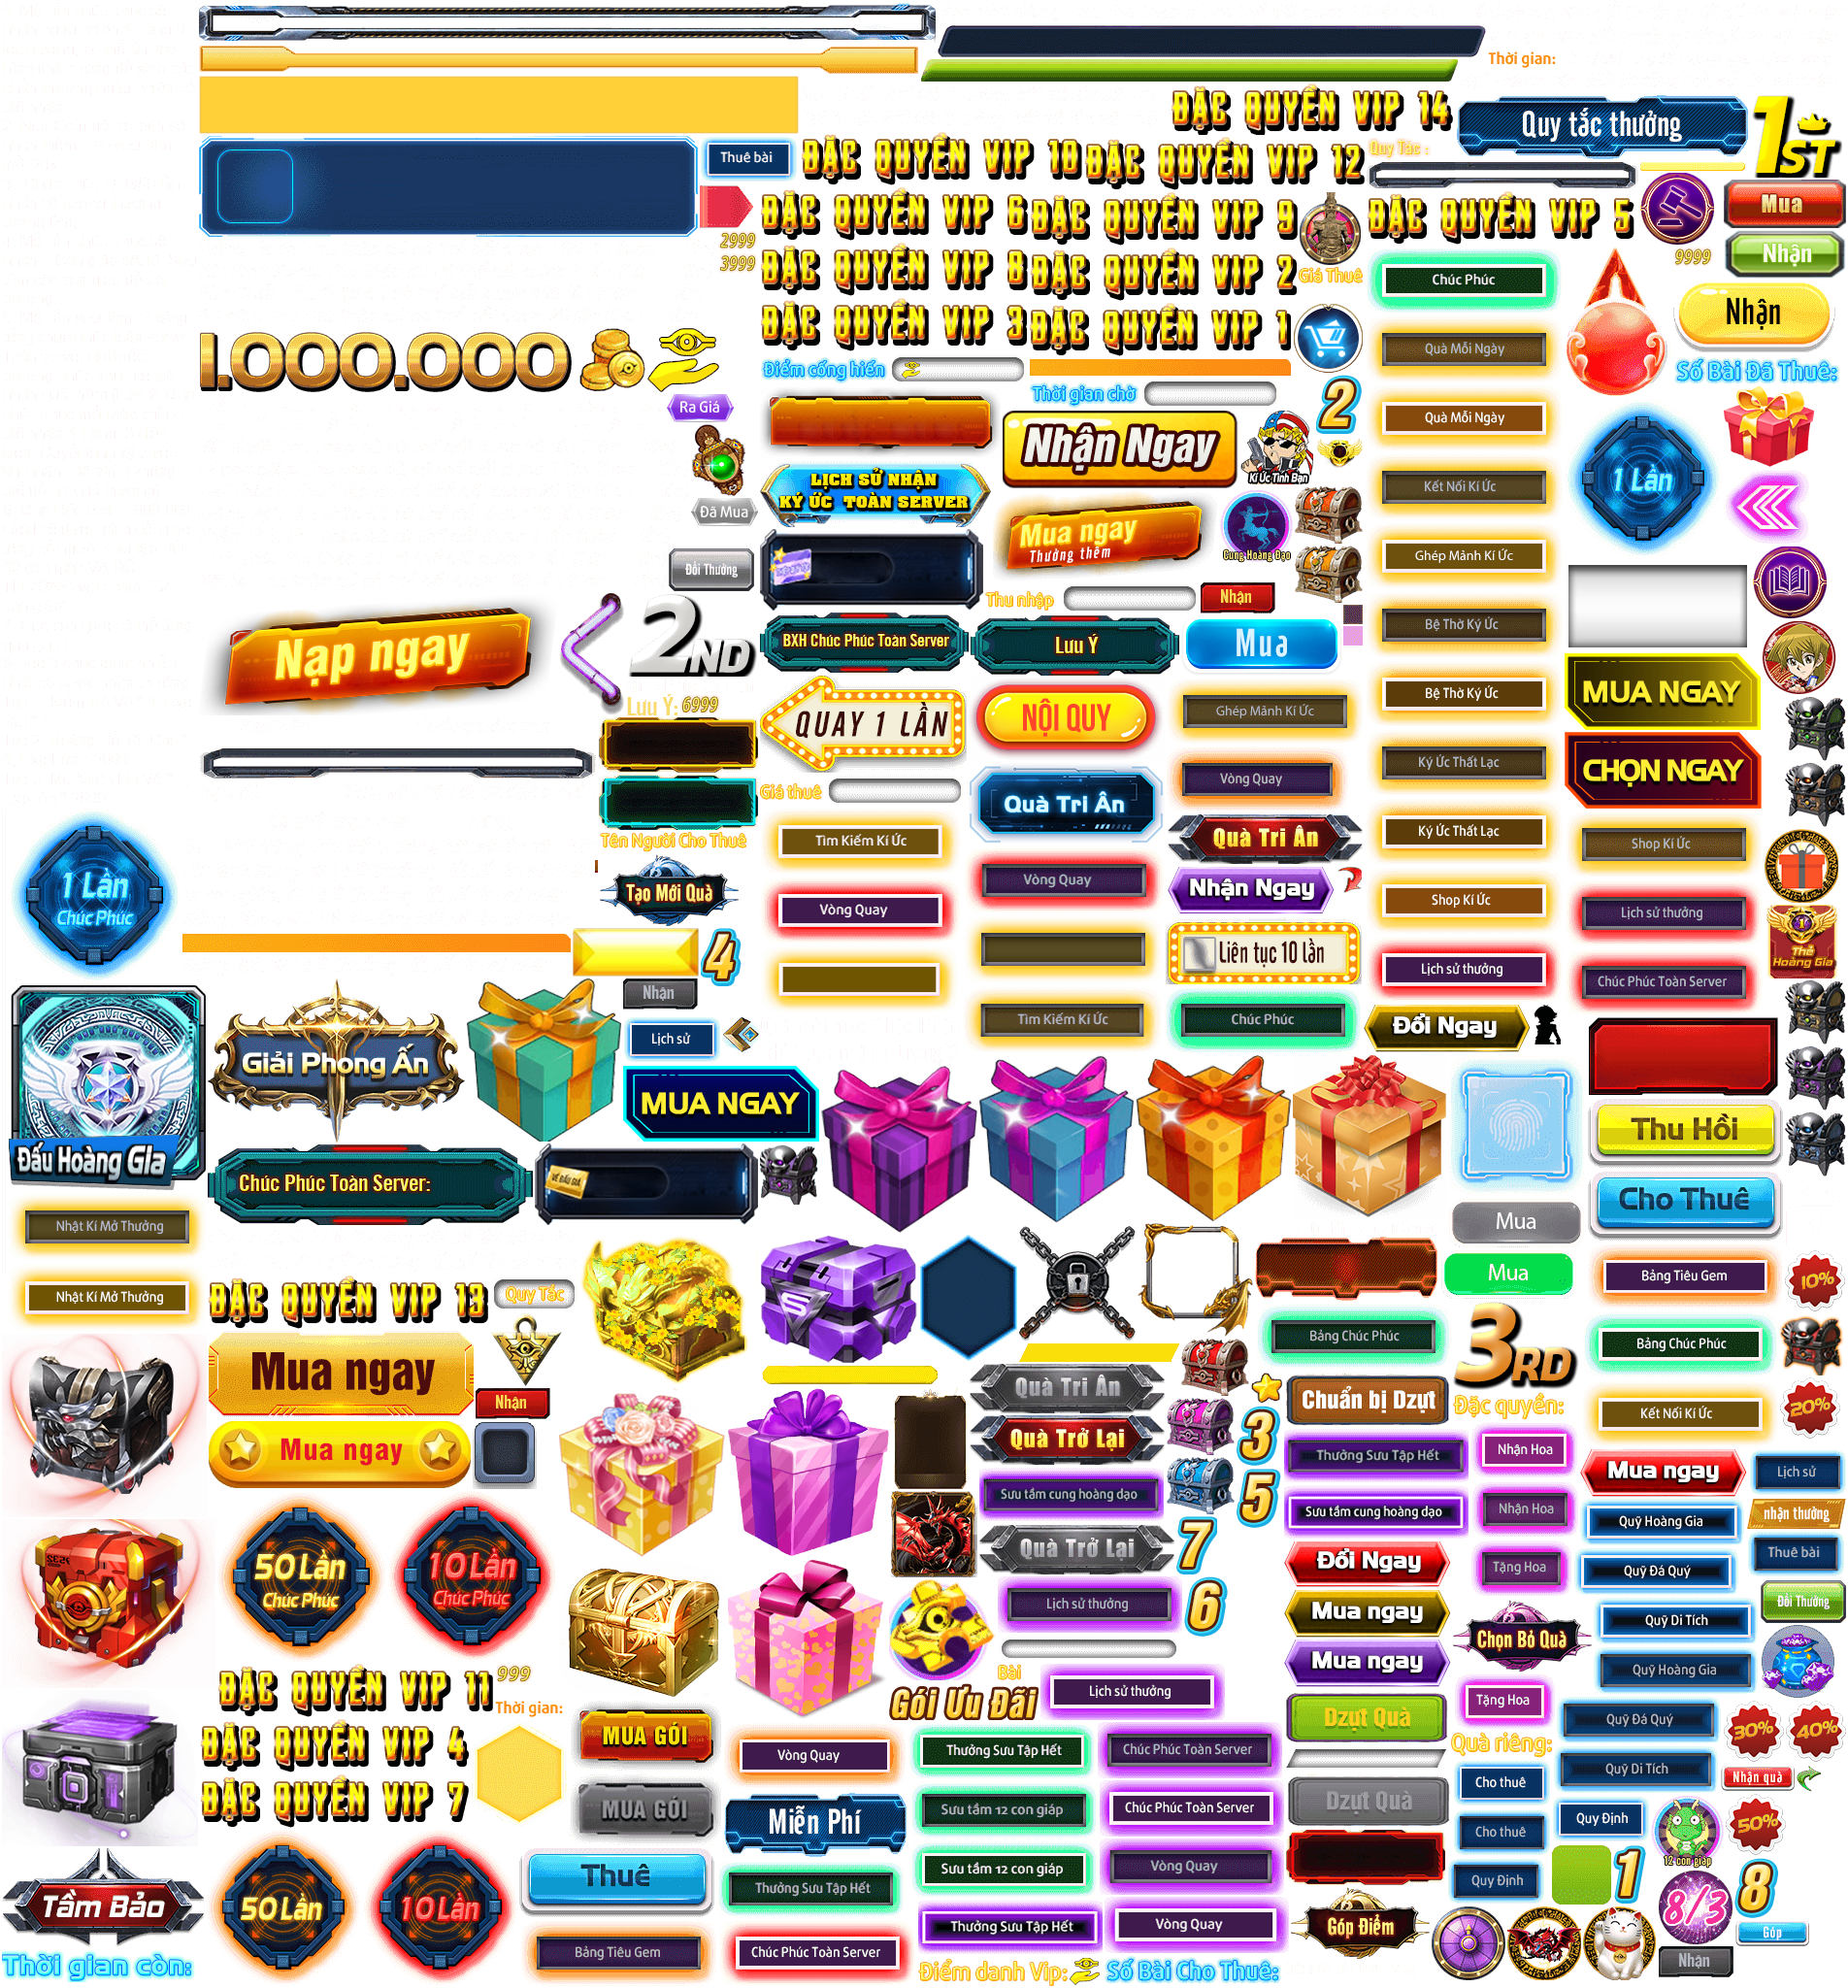 Thời gian:
ĐẶC QUYỀN VIP 14
Quy tắc thưởng
1ST
Thuê bài
ĐẶC QUYỀN VIP 10
ĐẶC QUYỀN VIP 12
Quy Tắc :
Mua
2999
3999
ĐẶC QUYỀN VIP 6
ĐẶC QUYỀN VIP 9
ĐẶC QUYỀN VIP 5
9999
Nhận
ĐẶC QUYỀN VIP 8
ĐẶC QUYỀN VIP 2
Giá Thuê
Chúc Phúc
Nhận
1.000.000
ĐẶC QUYỀN VIP 3
ĐẶC QUYỀN VIP 1
Quà Mỗi Ngày
Điểm cống hiến
Số Bài Đã Thuê:
Thời gian chờ
Ra Giá
2
Quà Mỗi Ngày
Nhận Ngay
Kí Ức Tình Bạn
LỊCH SỬ NHẬN
KÝ ỨC TOÀN SERVER
Kết Nối Kí Ức
1 Lần
Đã Mua
Mua ngay
Thưởng thêm
Cung Hoàng Đạo
Đổi Thưởng
Ghép Mảnh Kí Ức
Thu nhập
Nhận
Nạp ngay
2ND
BXH Chúc Phúc Toàn Server
Lưu Ý
Mua
Bệ Thờ Ký Ức
Lưu Ý:
6999
QUAY 1 LẦN
NỘI QUY
Ghép Mảnh Kí Ức
Bệ Thờ Ký Ức
MUA NGAY
Giá thuê
Quà Tri Ân
Vòng Quay
Ký Ức Thất Lạc
CHỌN NGAY
Tên Người Cho Thuê
Tìm Kiếm Kí Ức
Quà Tri Ân
Ký Ức Thất Lạc
Shop Kí Ức
1 Lần
Chúc Phúc
Tạo Mới Quà
Vòng Quay
Vòng Quay
Nhận Ngay
Shop Kí Ức
Lịch sử thưởng
4
Liên tục 10 lần
Lịch sử thưởng
Thẻ
Hoàng Gia
Chúc Phúc Toàn Server
Nhận
Lịch sử
Tìm Kiếm Kí Ức
Chúc Phúc
Đổi Ngay
Giải Phong Ấn
MUA NGAY
Thu Hồi
Đấu Hoàng Gia
Chúc Phúc Toàn Server:
VÉ ĐẤU GIÁ
Cho Thuê
Nhật Kí Mở Thưởng
Mua
Nhật Kí Mở Thưởng
ĐẶC QUYỀN VIP 13
Quy Tắc
Mua
Bảng Tiêu Gem
10%
Bảng Chúc Phúc
3RD
Bảng Chúc Phúc
Mua ngay
Quà Tri Ân
Chuẩn bị Dzụt
Đặc quyền:
Kết Nối Kí Ức
20%
Nhận
Mua ngay
Quà Trở Lại
3
Thưởng Sưu Tập Hết
Nhận Hoa
Mua ngay
Lịch sử
Sưu tầm cung hoàng dạo
5
Sưu tầm cung hoàng dạo
Nhận Hoa
Quỹ Hoàng Gia
nhận thưởng
50 Lần
Chúc Phúc
10 Lần
Chúc Phúc
Quà Trở Lại
7
Đổi Ngay
Tặng Hoa
Quỹ Đá Quý
Thuê bài
Lịch sử thưởng
6
Mua ngay
Chọn Bỏ Quà
Quỹ Di Tích
Đổi Thưởng
Mua ngay
Quỹ Hoàng Gia
ĐẶC QUYỀN VIP 11
999
Thời gian:
Bài
Gói Ưu Đãi
Lịch sử thưởng
Tặng Hoa
Dzụt Quà
Quỹ Đá Quý
30%
40%
ĐẶC QUYỀN VIP 4
MUA GÓI
Vòng Quay
Thưởng Sưu Tập Hết
Chúc Phúc Toàn Server
Quà riêng:
Quỹ Di Tích
Nhận quà
ĐẶC QUYỀN VIP 7
MUA GÓI
Miễn Phí
Sưu tầm 12 con giáp
Chúc Phúc Toàn Server
Dzụt Quà
Cho thuê
Quy Định
50%
Cho thuê
12 con giáp
Thuê
Thưởng Sưu Tập Hết
Sưu tầm 12 con giáp
Vòng Quay
Quy Định
1
8
Tầm Bảo
50 Lần
10 Lần
8/3
Thưởng Sưu Tập Hết
Vòng Quay
Góp Điểm
Góp
Thời gian còn:
Bảng Tiêu Gem
Chúc Phúc Toàn Server
Điểm danh Vip:
Số Bài Cho Thuê:
Nhận